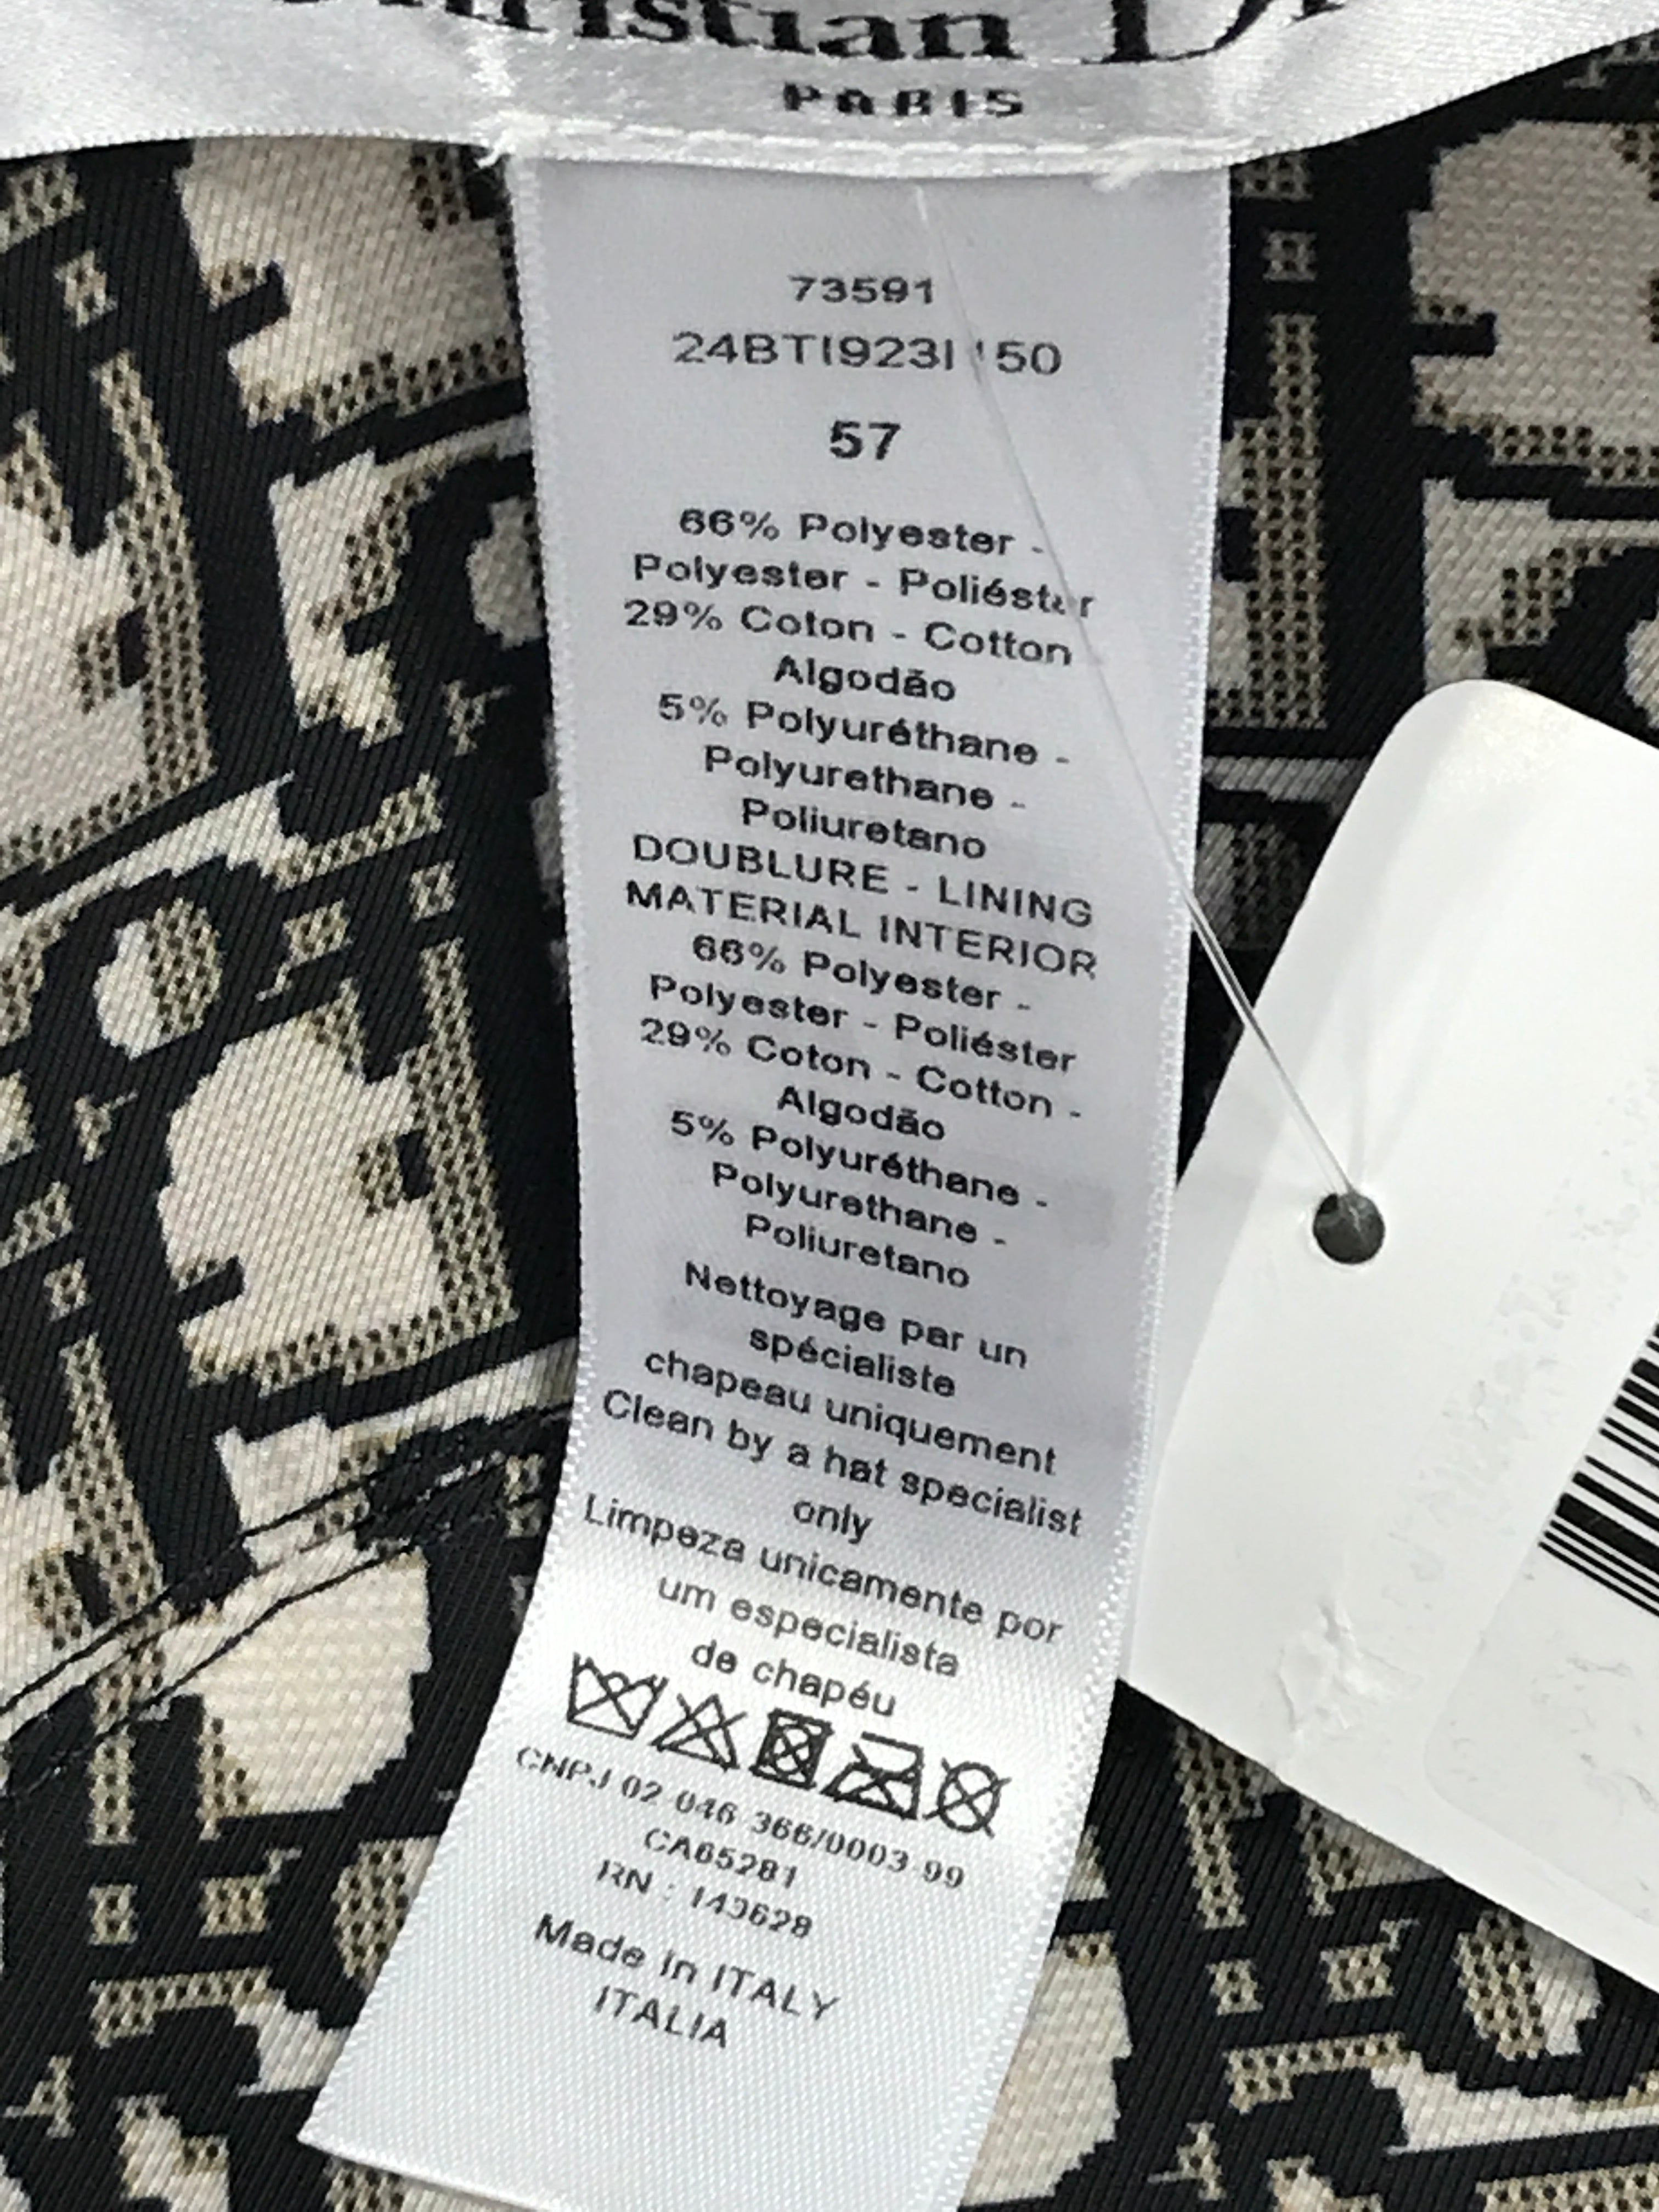 PARIS
73591
57
66% Polyester -
Polyester - Poliéster
29% Coton - Cotton
Algodão
5% Polyuréthane -
Polyurethane -
Poliuretano
DOUBLURE - LINING
MATERIAL INTERIOR
66% Polyester -
Polyester - Poliéster
29% Coton - Cotton -
Algodão
5% Polyuréthane -
Polyurethane -
Poliuretano
Nettoyage par un
spécialiste
chapeau uniquement
Clean by a hat specialist
only
Limpeza unicamente por
um especialista
de chapéu
CNPJ 02 046 366/0003-99
CA65281
RN :
Made in ITALY
ITALIA